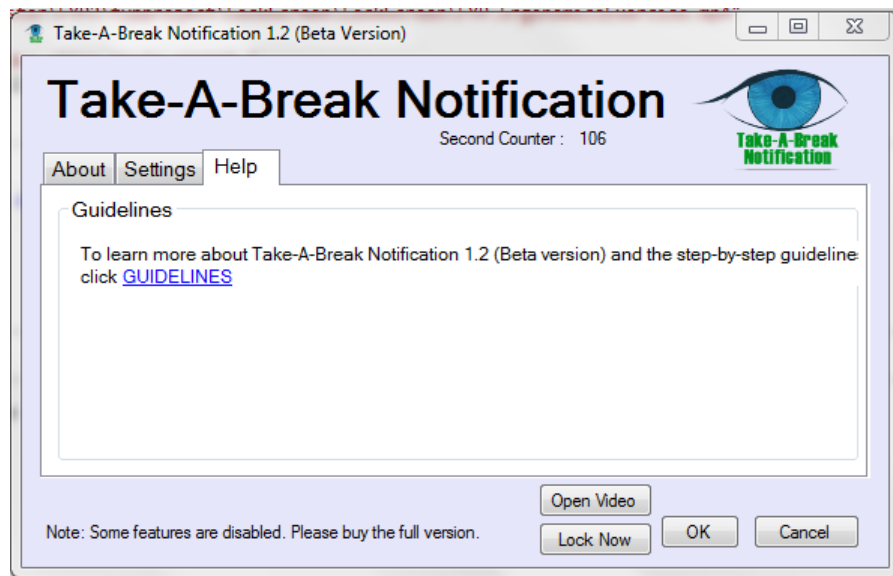 Take-A-Break Notification 1.2 (Beta Version)
Take-A-Break Notification
Second Counter : 106
Take-A-Break
Notification
About Settings Help
Guidelines
To learn more about Take-A-Break Notification 1.2 (Beta version) and the step-by-step guideline
click GUIDELINES
Open Video
Note: Some features are disabled. Please buy the full version.
Lock Now OK Cancel